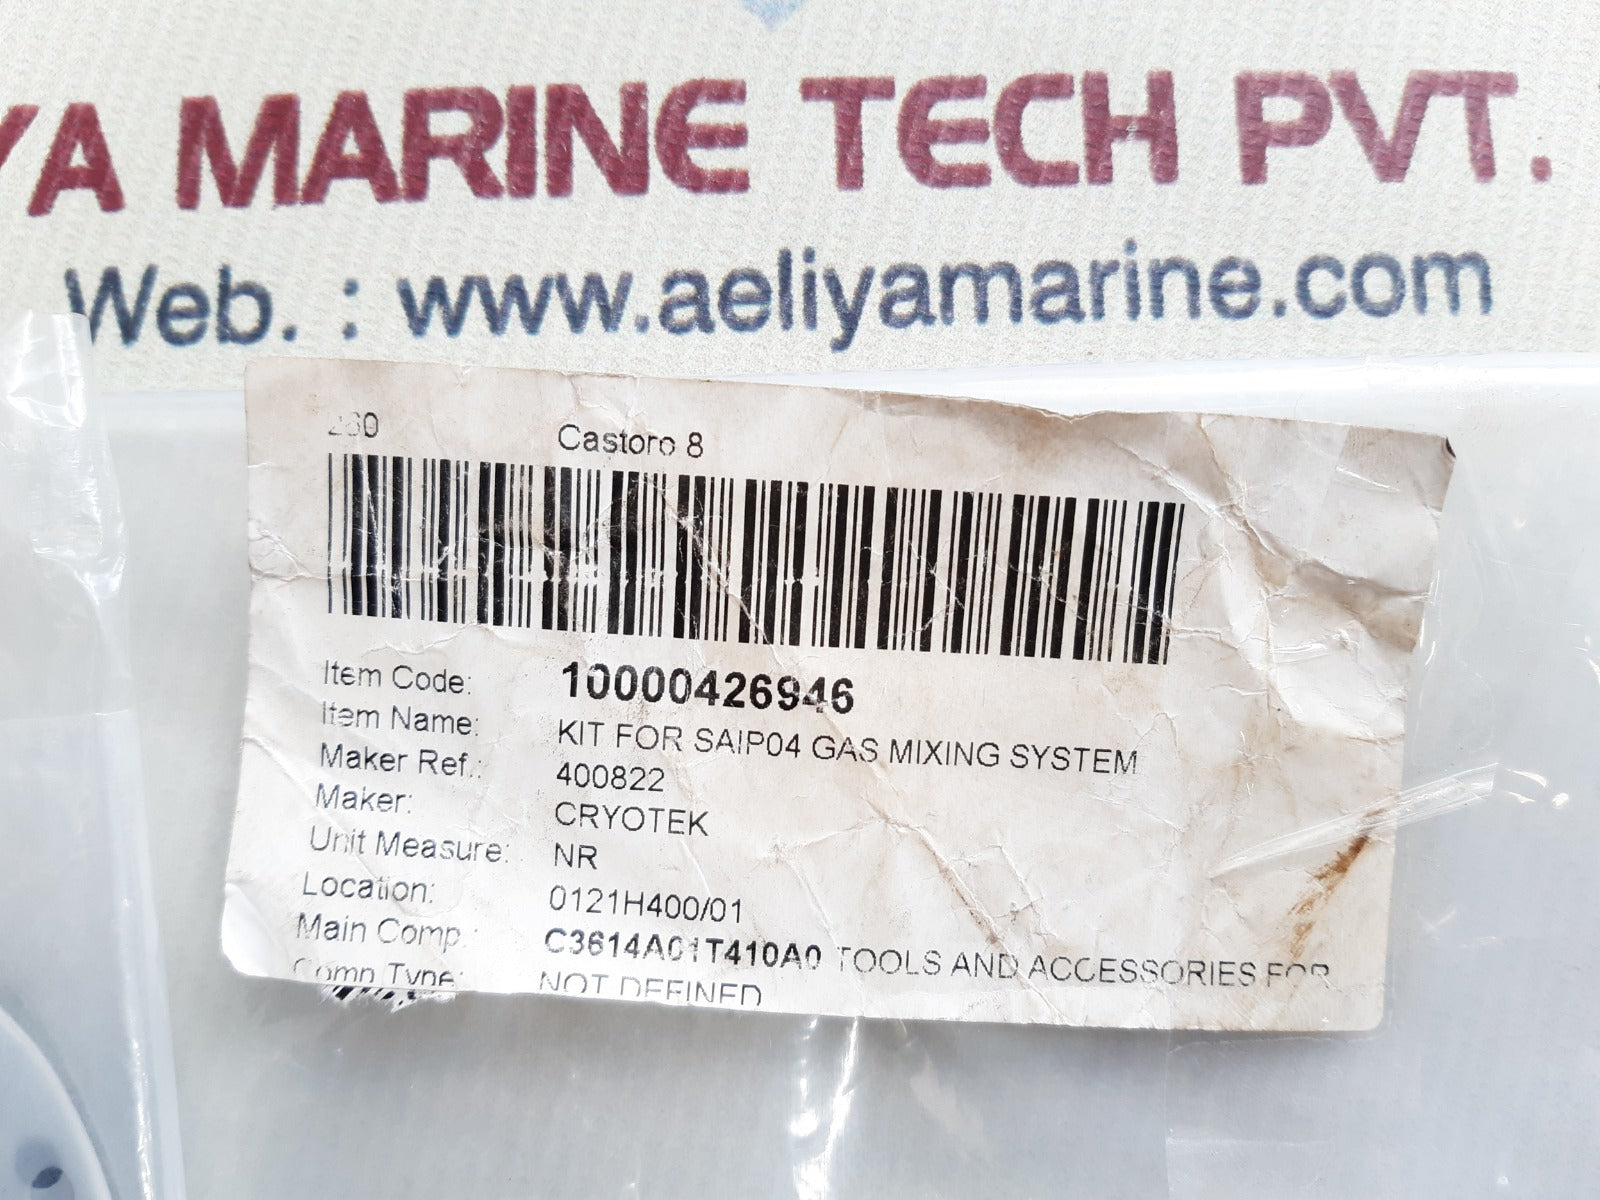 YA MARINE TECH PVT.
Web. : www.aeliyamarine.com
Castoro 8
Item Code: 10000426946
Item Name: KIT FOR SAIP04 GAS MIXING SYSTEM
Maker Ref.: 400822
Maker: CRYOTEK
Unit Measure: NR
Location: 0121H400/01
Main Comp.: C3614A01T410A0 TOOLS AND ACCESSORIES FOR
Comp Type: NOT DEFINED